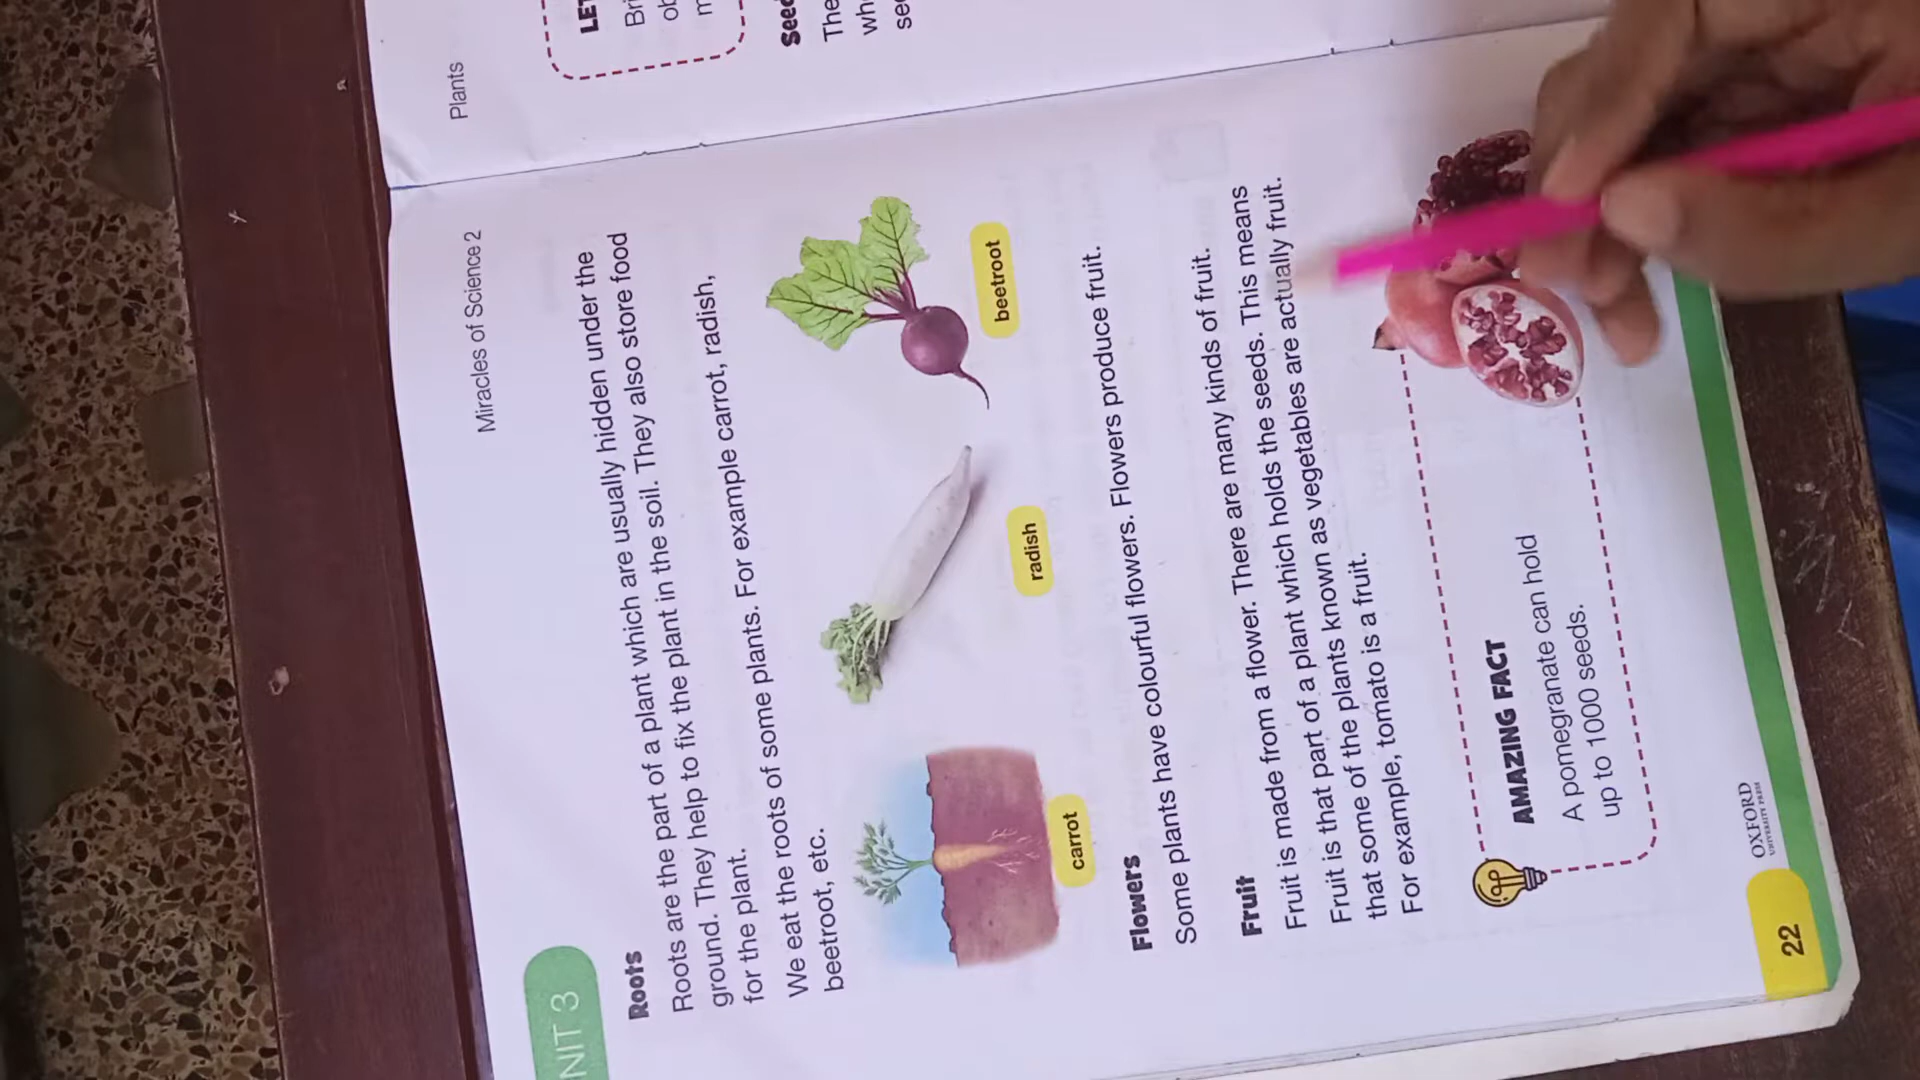 Miracles of Science 2
NIT 3
Roots
Roots are the part of a plant which are usually hidden under the
ground. They help to fix the plant in the soil. They also store food
for the plant.
We eat the roots of some plants. For example carrot, radish,
beetroot, etc.
carrot
radish
beetroot
Flowers
Some plants have colourful flowers. Flowers produce fruit.
Fruit
Fruit is made from a flower. There are many kinds of fruit.
Fruit is that part of a plant which holds the seeds. This means
that some of the plants known as vegetables are actually fruit.
For example, tomato is a fruit.
AMAZING FACT
A pomegranate can hold
up to 1000 seeds.
22
OXFORD
UNIVERSITY PRESS
Plants